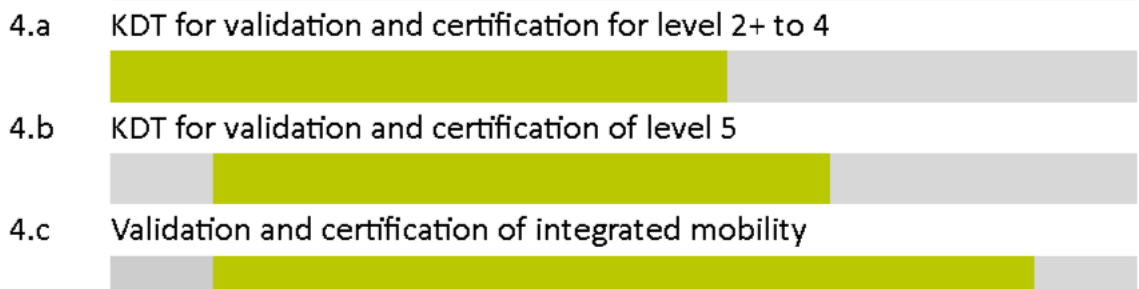 4.a KDT for validation and certification for level 2+ to 4
4.b KDT for validation and certification of level 5
4.c Validation and certification of integrated mobility